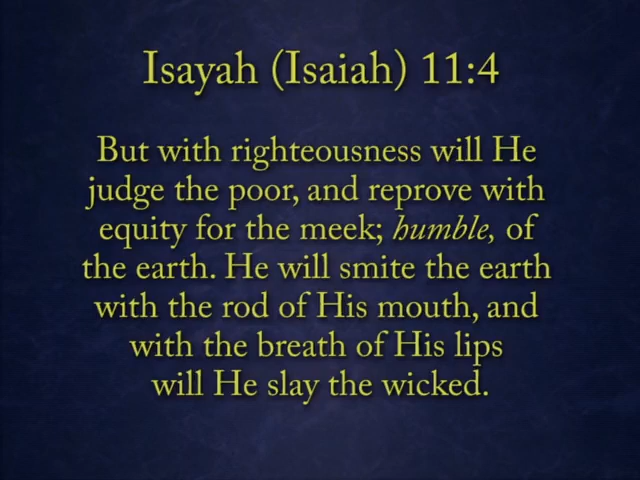 Isayah (Isaiah) 11:4
But with righteousness will He
judge the poor, and reprove with
equity for the meek; humble, of
the earth. He will smite the earth
with the rod of His mouth, and
with the breath of His lips
will He slay the wicked.